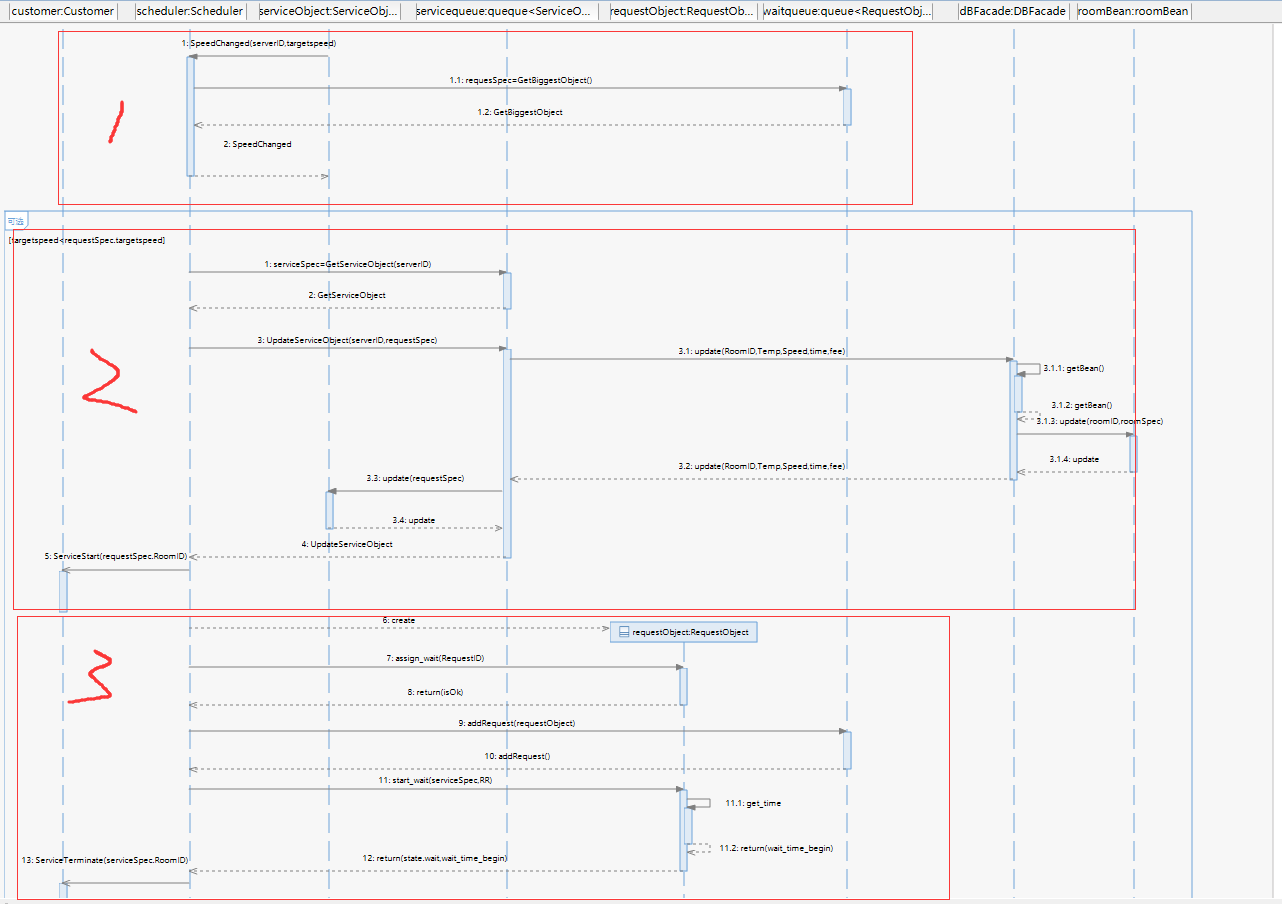 customer:Customer
scheduler:Scheduler
serviceObject:ServiceObj...
servicequeue:queque<ServiceO...
requestObject:RequestOb...
waitqueue:queue<RequestObj...
dBFacade:DBFacade
roomBean:roomBean
1: SpeedChanged(serverID,targetspeed)
1.1: requesSpec=GetBiggestObject()
1.2: GetBiggestObject
2: SpeedChanged
1
可选
[targetspeed<requestSpec.targetspeed]
1: serviceSpec=GetServiceObject(serverID)
2: GetServiceObject
3: UpdateServiceObject(serverID,requestSpec)
3.1: update(RoomID,Temp,Speed,time,fee)
3.1.1: getBean()
3.1.2: getBean()
3.1.3: update(roomID,roomSpec)
3.1.4: update
3.2: update(RoomID,Temp,Speed,time,fee)
3.3: update(requestSpec)
3.4: update
4: UpdateServiceObject
5: ServiceStart(requestSpec.RoomID)
2
6: create
requestObject:RequestObject
7: assign_wait(RequestID)
8: return(isOk)
9: addRequest(requestObject)
10: addRequest()
11: start_wait(serviceSpec,RR)
11.1: get_time
11.2: return(wait_time_begin)
12: return(state.wait,wait_time_begin)
13: ServiceTerminate(serviceSpec.RoomID)
3